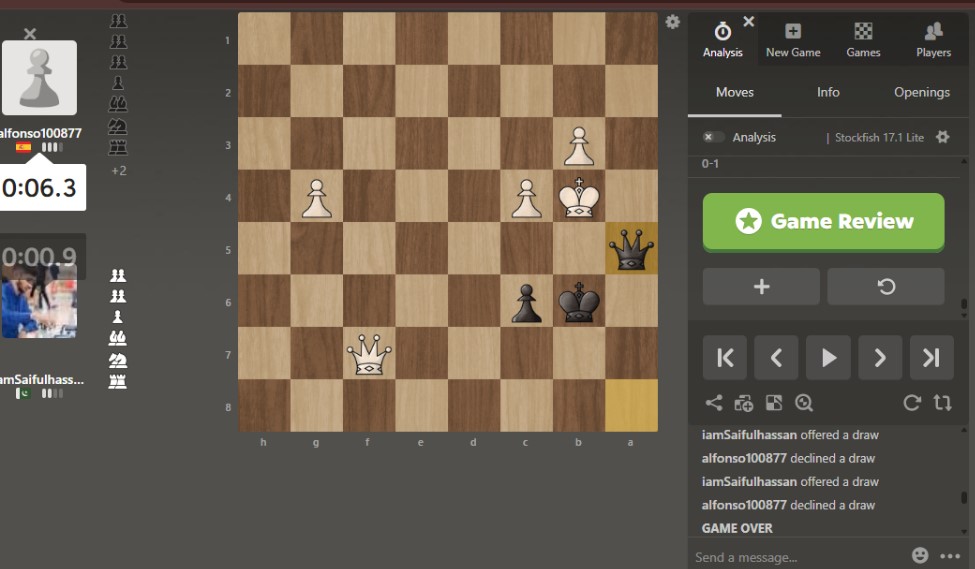 Analysis
New Game
Games
Players
Moves
Info
Openings
Analysis
| Stockfish 17.1 Lite
0-1
Game Review
alfonso100877
+2
0:06.3
0:00.9
amSaifulhass...
1
2
3
4
5
6
7
8
h g f e d c b a
iamSaifulhassan offered a draw
alfonso100877 declined a draw
iamSaifulhassan offered a draw
alfonso100877 declined a draw
GAME OVER
Send a message...